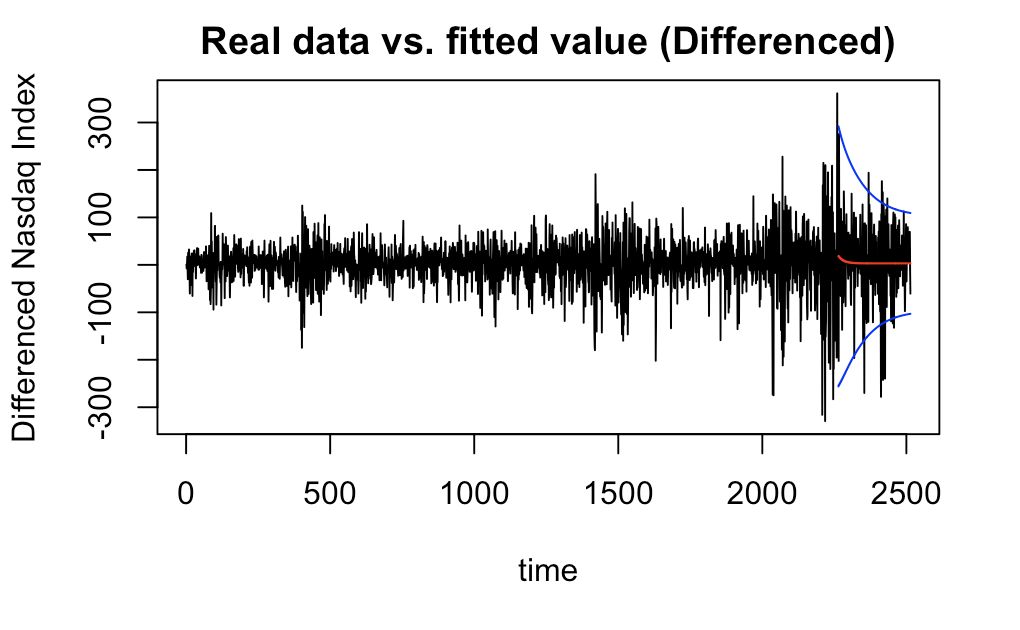 Real data vs. fitted value (Differenced)
Differenced Nasdaq Index
300
100
-100
-300
0 500 1000 1500 2000 2500
time